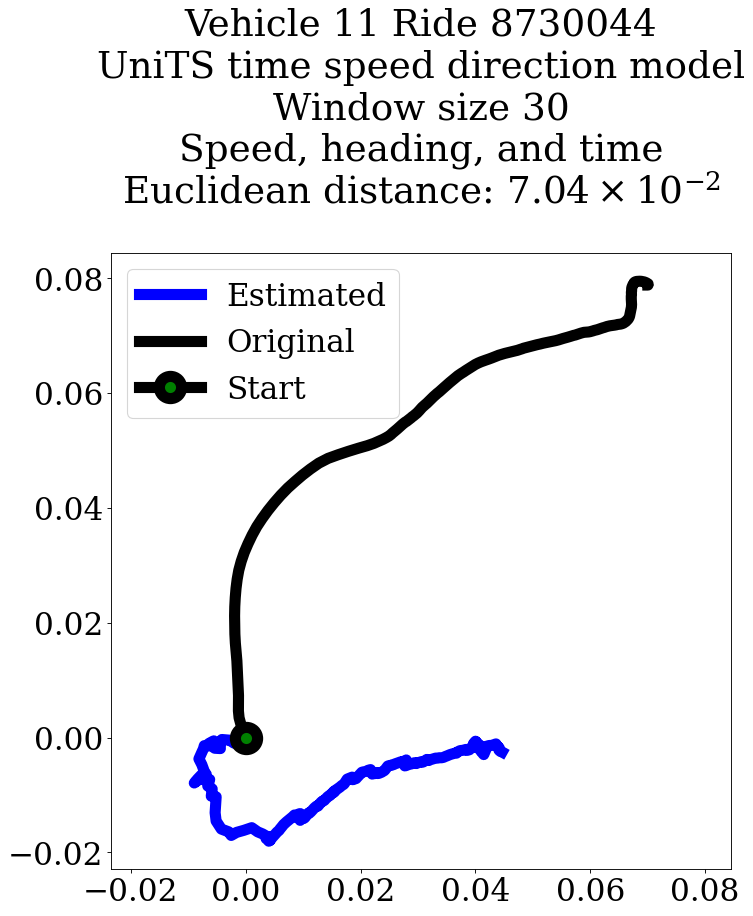 Vehicle 11 Ride 8730044
UniTS time speed direction model
Window size 30
Speed, heading, and time
Euclidean distance: 7.04 × 10⁻²
Estimated
Original
Start
0.08
0.06
0.04
0.02
0.00
−0.02
−0.02 0.00 0.02 0.04 0.06 0.08